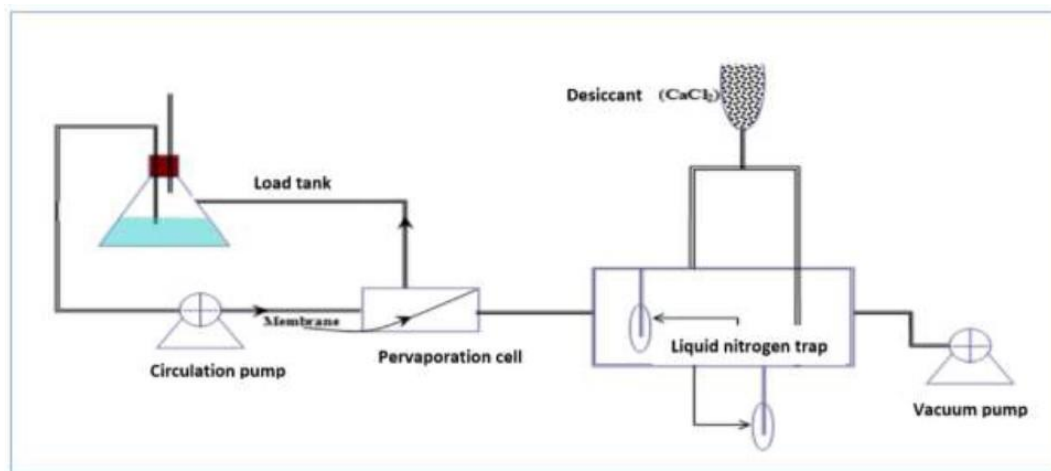 Desiccant (CaCl₂)
Load tank
Membrane
Circulation pump
Pervaporation cell
Liquid nitrogen trap
Vacuum pump